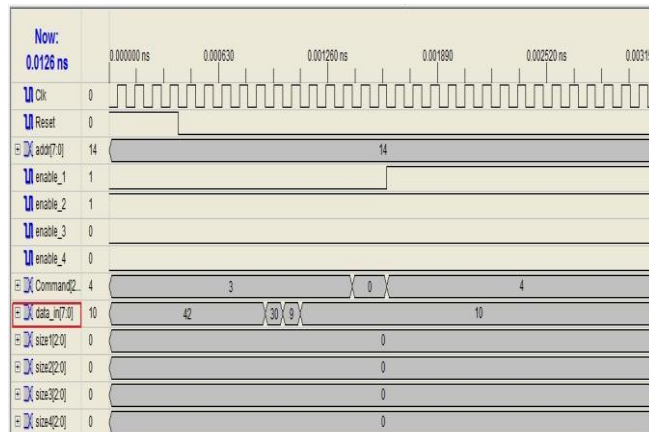 Now:
0.0126 ns
0.000000 ns 0.000630 0.001260 ns 0.001890 0.002520 ns 0.0031
Clk 0
Reset 0
addr[7:0] 14 14
enable_1 1
enable_2 1
enable_3 0
enable_4 0
Command[2... 4 3 0 4
data_in[7:0] 10 42 30 9 10
size1[2:0] 0 0
size2[2:0] 0 0
size3[2:0] 0 0
size4[2:0] 0 0